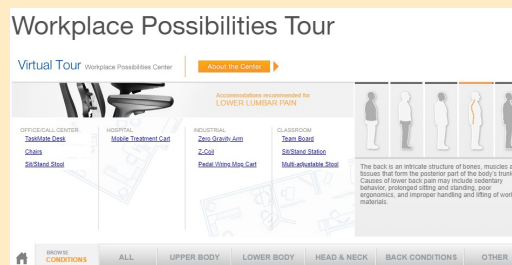 Workplace Possibilities Tour
Virtual Tour Workplace Possibilities Center
About the Center
Accommodations recommended for
LOWER LUMBAR PAIN
OFFICE/CALL CENTER
TaskMate Desk
Chairs
Sit/Stand Stool
HOSPITAL
Mobile Treatment Cart
INDUSTRIAL
Zero Gravity Arm
Z-Coil
Pedal Wring Mop Cart
CLASSROOM
Team Board
Sit/Stand Station
Multi-adjustable Stool
The back is an intricate structure of bones, muscles a
tissues that form the posterior part of the body's trunk
Causes of lower back pain may include sedentary
behavior, prolonged sitting and standing, poor
ergonomics, and improper handling and lifting of work
materials.
BROWSE
CONDITIONS
ALL
UPPER BODY
LOWER BODY
HEAD & NECK
BACK CONDITIONS
OTHER